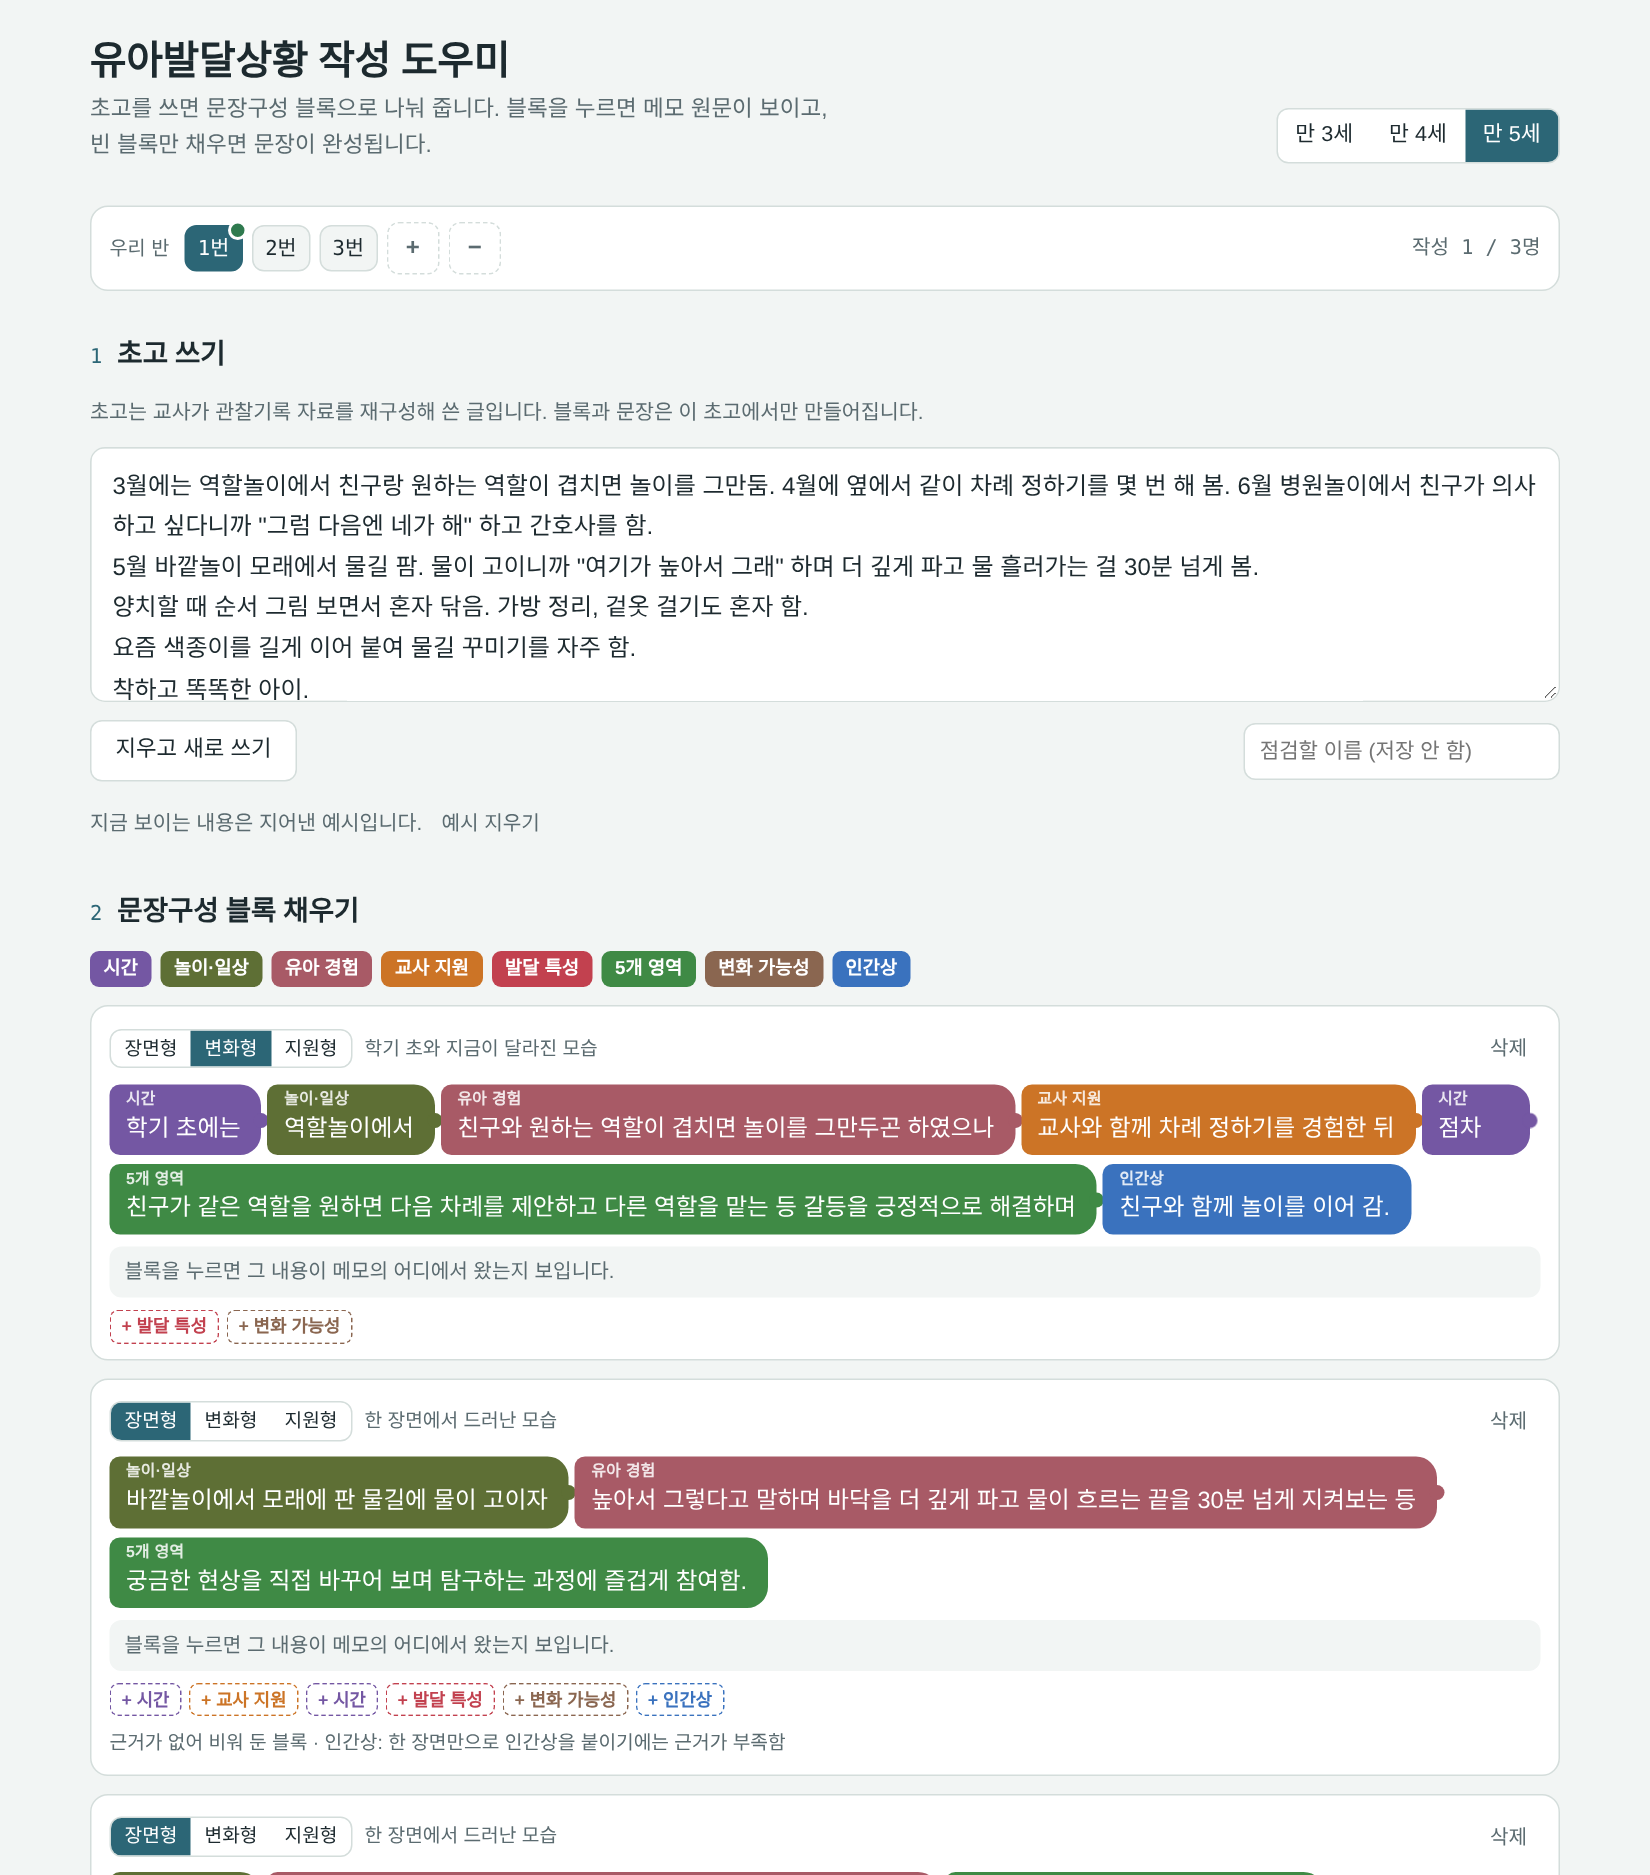 유아발달상황 작성 도우미
초고를 쓰면 문장구성 블록으로 나눠 줍니다. 블록을 누르면 메모 원문이 보이고,
빈 블록만 채우면 문장이 완성됩니다.
만 3세 만 4세 만 5세
우리 반 1번 2번 3번 + − 작성 1 / 3명
1 초고 쓰기
초고는 교사가 관찰기록 자료를 재구성해 쓴 글입니다. 블록과 문장은 이 초고에서만 만들어집니다.
3월에는 역할놀이에서 친구랑 원하는 역할이 겹치면 놀이를 그만둠. 4월에 옆에서 같이 차례 정하기를 몇 번 해 봄. 6월 병원놀이에서 친구가 의사
하고 싶다니까 "그럼 다음엔 네가 해" 하고 간호사를 함.
5월 바깥놀이 모래에서 물길 팜. 물이 고이니까 "여기가 높아서 그래" 하며 더 깊게 파고 물 흘러가는 걸 30분 넘게 봄.
양치할 때 순서 그림 보면서 혼자 닦음. 가방 정리, 겉옷 걸기도 혼자 함.
요즘 색종이를 길게 이어 붙여 물길 꾸미기를 자주 함.
착하고 똑똑한 아이.
지우고 새로 쓰기 점검할 이름 (저장 안 함)
지금 보이는 내용은 지어낸 예시입니다. 예시 지우기
2 문장구성 블록 채우기
시간 놀이·일상 유아 경험 교사 지원 발달 특성 5개 영역 변화 가능성 인간상
장면형 변화형 지원형 학기 초와 지금이 달라진 모습 삭제
시간 놀이·일상 유아 경험 교사 지원 시간
학기 초에는 역할놀이에서 친구와 원하는 역할이 겹치면 놀이를 그만두곤 하였으나 교사와 함께 차례 정하기를 경험한 뒤 점차
5개 영역 인간상
친구가 같은 역할을 원하면 다음 차례를 제안하고 다른 역할을 맡는 등 갈등을 긍정적으로 해결하며 친구와 함께 놀이를 이어 감.
블록을 누르면 그 내용이 메모의 어디에서 왔는지 보입니다.
+ 발달 특성 + 변화 가능성
장면형 변화형 지원형 한 장면에서 드러난 모습 삭제
놀이·일상 유아 경험
바깥놀이에서 모래에 판 물길에 물이 고이자 높아서 그렇다고 말하며 바닥을 더 깊게 파고 물이 흐르는 끝을 30분 넘게 지켜보는 등
5개 영역
궁금한 현상을 직접 바꾸어 보며 탐구하는 과정에 즐겁게 참여함.
블록을 누르면 그 내용이 메모의 어디에서 왔는지 보입니다.
+ 시간 + 교사 지원 + 시간 + 발달 특성 + 변화 가능성 + 인간상
근거가 없어 비워 둔 블록 · 인간상: 한 장면만으로 인간상을 붙이기에는 근거가 부족함
장면형 변화형 지원형 한 장면에서 드러난 모습 삭제